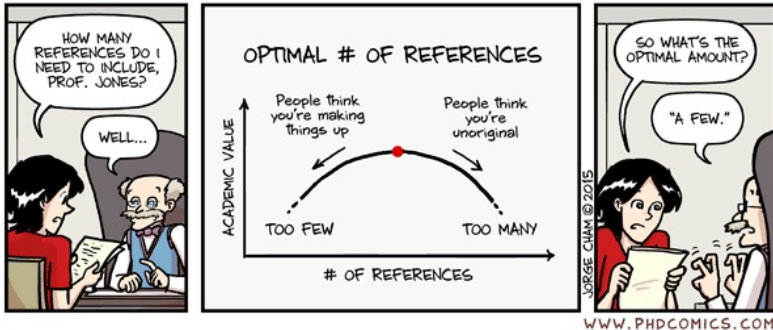 HOW MANY
REFERENCES DO I
NEED TO INCLUDE,
PROF. JONES?
WELL...
OPTIMAL # OF REFERENCES
People think
you're making
things up
People think
you're
unoriginal
ACADEMIC VALUE
TOO FEW
TOO MANY
# OF REFERENCES
SO WHAT'S THE
OPTIMAL AMOUNT?
"A FEW."
JORGE CHAM © 2015
WWW.PHDCOMICS.COM